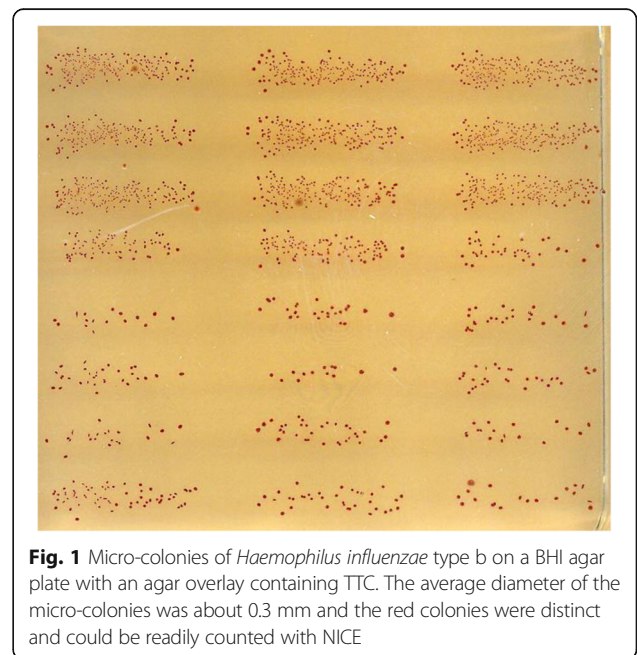 Fig. 1 Micro-colonies of Haemophilus influenzae type b on a BHI agar
plate with an agar overlay containing TTC. The average diameter of the
micro-colonies was about 0.3 mm and the red colonies were distinct
and could be readily counted with NICE